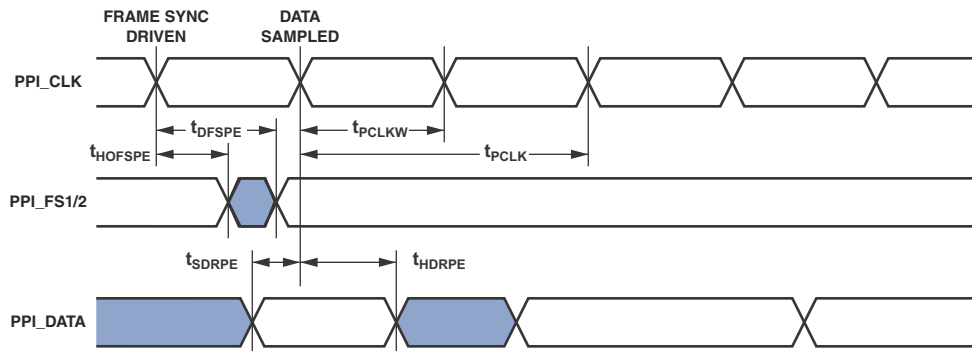 FRAME SYNC
DRIVEN
DATA
SAMPLED
PPI_CLK
tDFSPE
tPCLKW
tHOFSPE
tPCLK
PPI_FS1/2
tSDRPE
tHDRPE
PPI_DATA